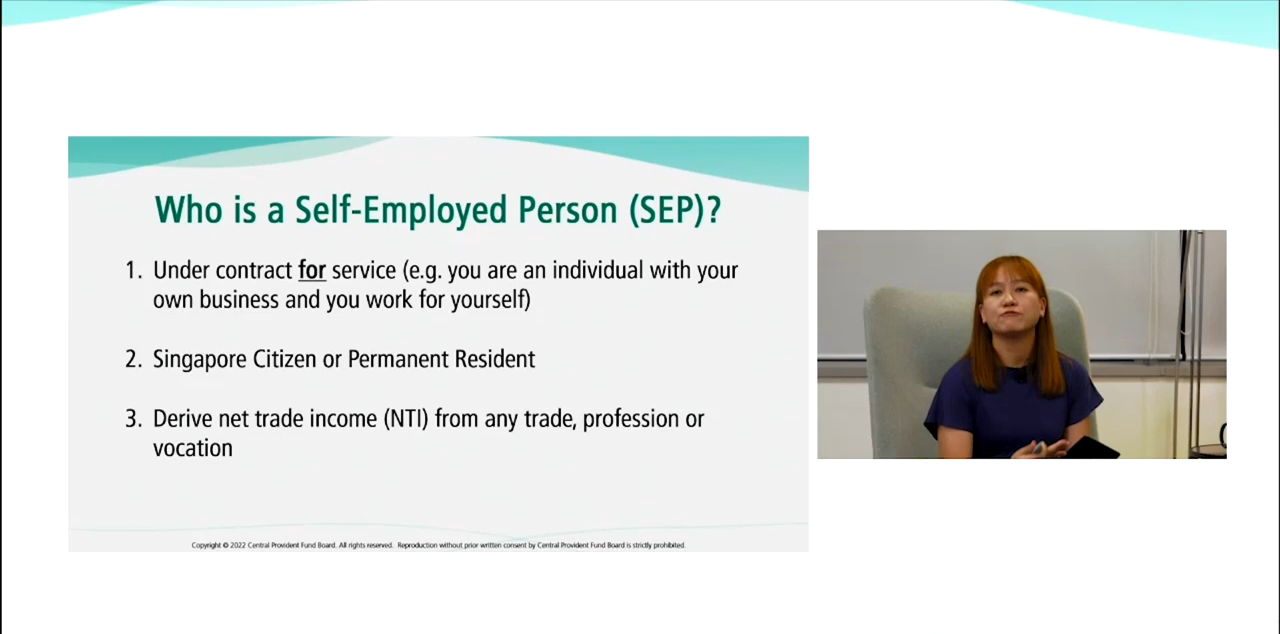 Who is a Self-Employed Person (SEP)?
1. Under contract for service (e.g. you are an individual with your
own business and you work for yourself)
2. Singapore Citizen or Permanent Resident
3. Derive net trade income (NTI) from any trade, profession or
vocation
Copyright © 2022 Central Provident Fund Board. All rights reserved. Reproduction without prior written consent by Central Provident Fund Board is strictly prohibited.